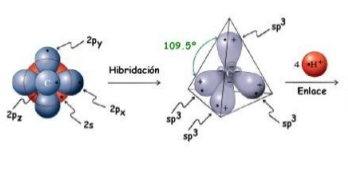 2py
C
2pz
2s
2px
Hibridación
109.5°
sp3
sp3
sp3
sp3
4 •H+
Enlace